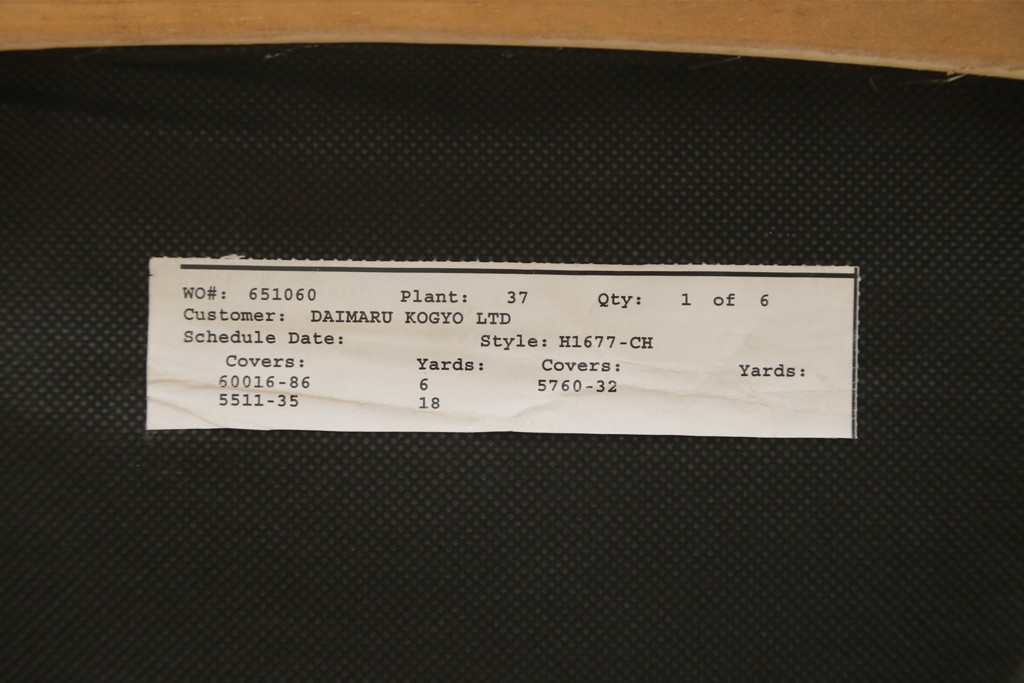 WO#: 651060 Plant: 37 Qty: 1 of 6
Customer: DAIMARU KOGYO LTD
Schedule Date: Style: H1677-CH
Covers: Yards: Covers: Yards:
60016-86 6 5760-32
5511-35 18